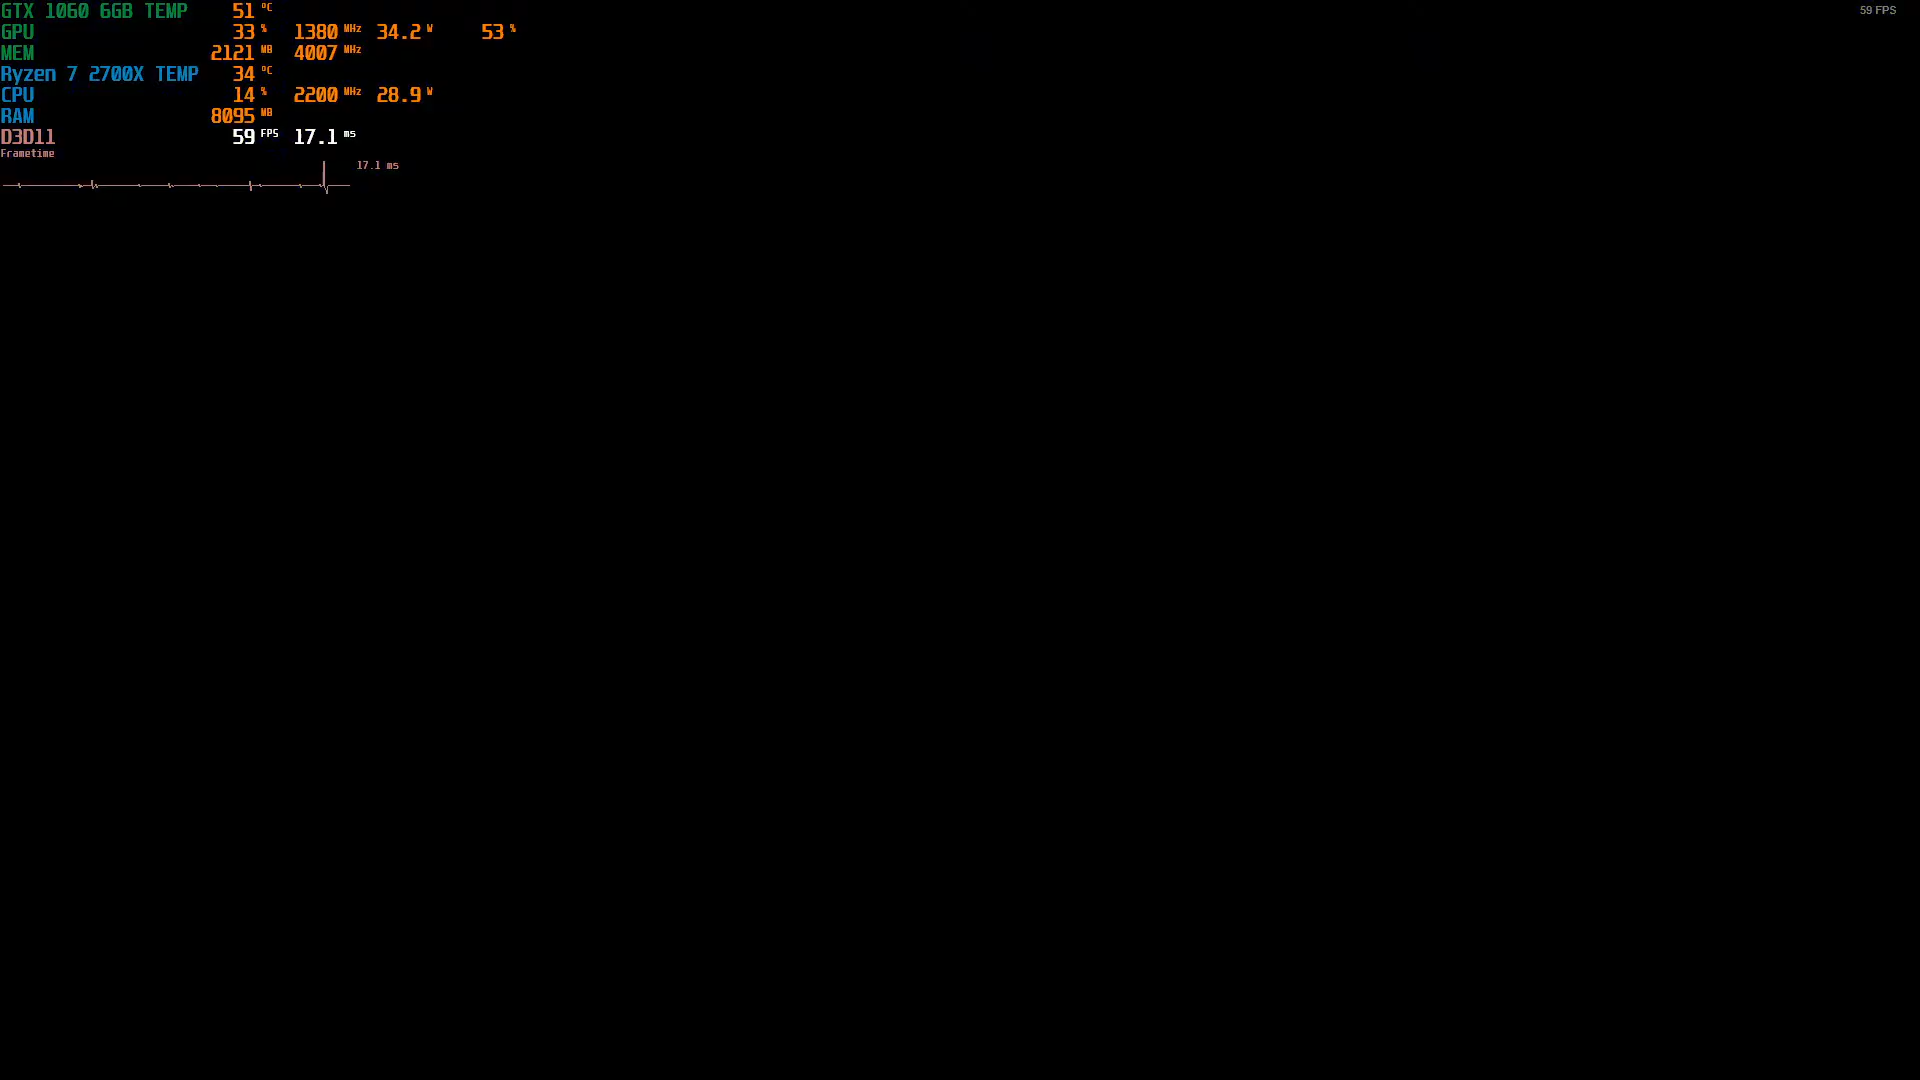 GTX 1060 6GB TEMP 51 °C
59 FPS
GPU 33 % 1380 MHz 34.2 W 53 %
MEM 2121 MB 4007 MHz
Ryzen 7 2700X TEMP 34 °C
CPU 14 % 2200 MHz 28.9 W
RAM 8095 MB
D3D11 59 FPS 17.1 ms
Frametime
17.1 ms